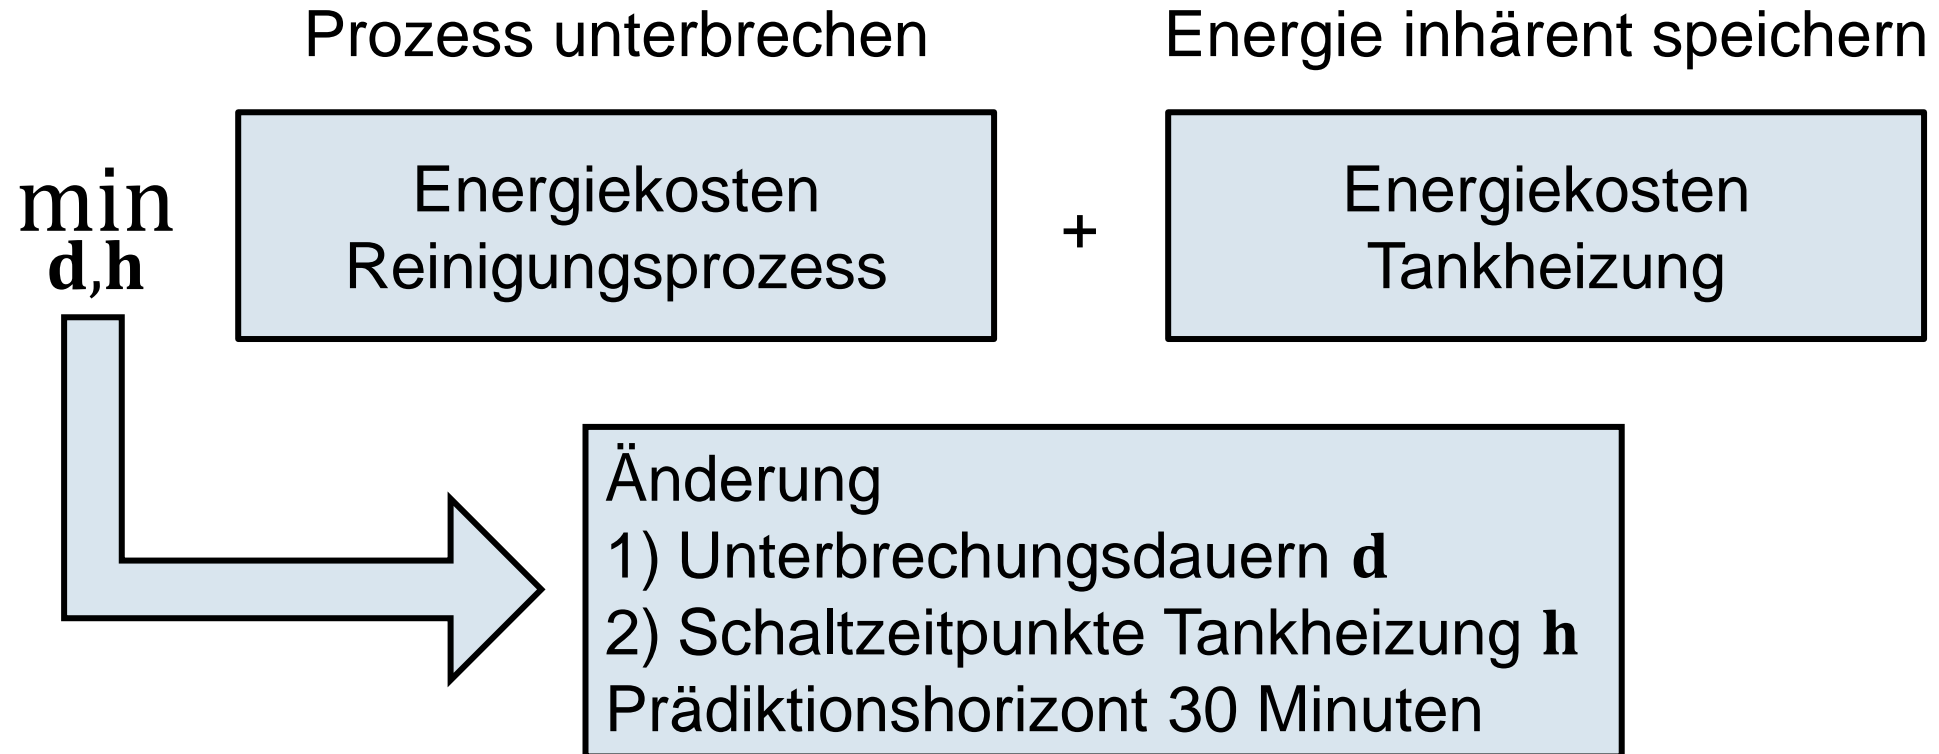 Prozess unterbrechen
Energie inhärent speichern
min
d,h
Energiekosten
Reinigungsprozess
+
Energiekosten
Tankheizung
Änderung
1) Unterbrechungsdauern d
2) Schaltzeitpunkte Tankheizung h
Prädiktionshorizont 30 Minuten